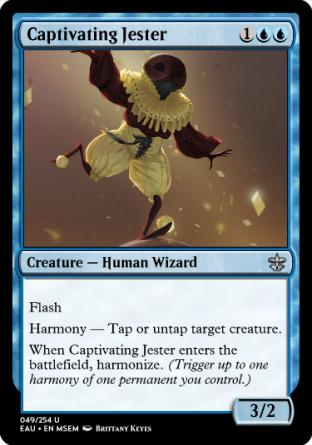 Captivating Jester 1
Creature — Human Wizard
Flash
Harmony — Tap or untap target creature.
When Captivating Jester enters the
battlefield, harmonize. (Trigger up to one
harmony of one permanent you control.)
3/2
049/254 U
EAU • EN MSEM BRITTANY KEYES